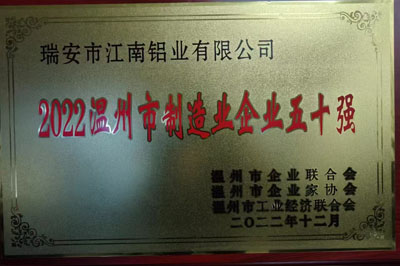 瑞安市江南铝业有限公司
2022温州市制造业企业五十强
温州市企业联合会
温州市企业家协会
温州市工业经济联合会
二〇二二年十二月